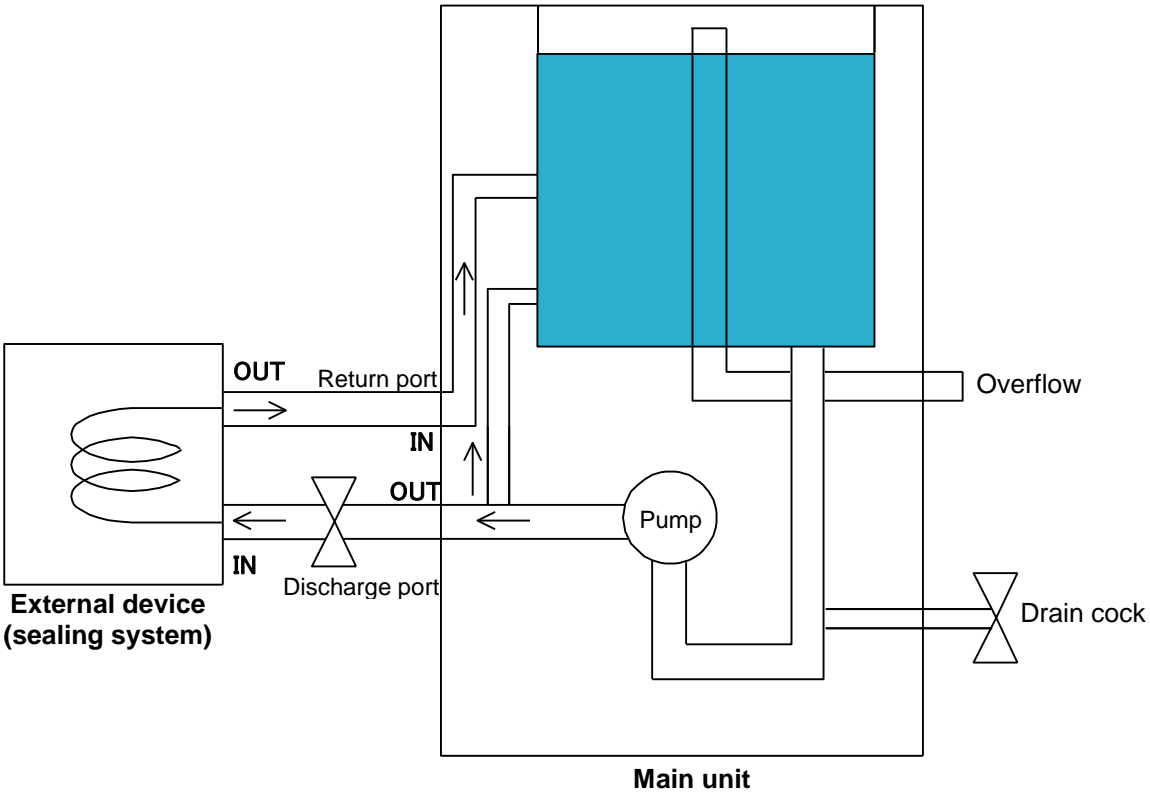 OUT
Return port
Overflow
IN
OUT
Pump
IN
Discharge port
External device
(sealing system)
Drain cock
Main unit